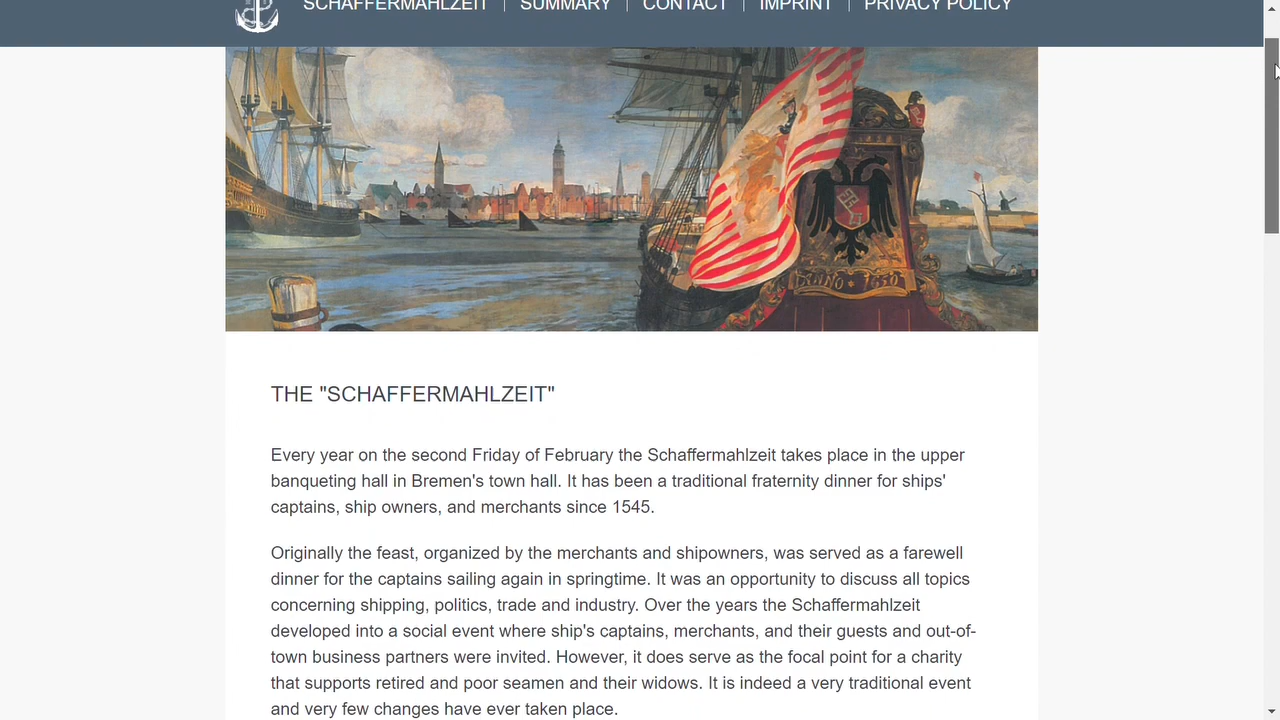 SCHAFFERMAHLZEIT SUMMARY CONTACT IMPRINT PRIVACY POLICY
ANNO 1650
THE "SCHAFFERMAHLZEIT"
Every year on the second Friday of February the Schaffermahlzeit takes place in the upper
banqueting hall in Bremen's town hall. It has been a traditional fraternity dinner for ships'
captains, ship owners, and merchants since 1545.
Originally the feast, organized by the merchants and shipowners, was served as a farewell
dinner for the captains sailing again in springtime. It was an opportunity to discuss all topics
concerning shipping, politics, trade and industry. Over the years the Schaffermahlzeit
developed into a social event where ship's captains, merchants, and their guests and out-of-
town business partners were invited. However, it does serve as the focal point for a charity
that supports retired and poor seamen and their widows. It is indeed a very traditional event
and very few changes have ever taken place.